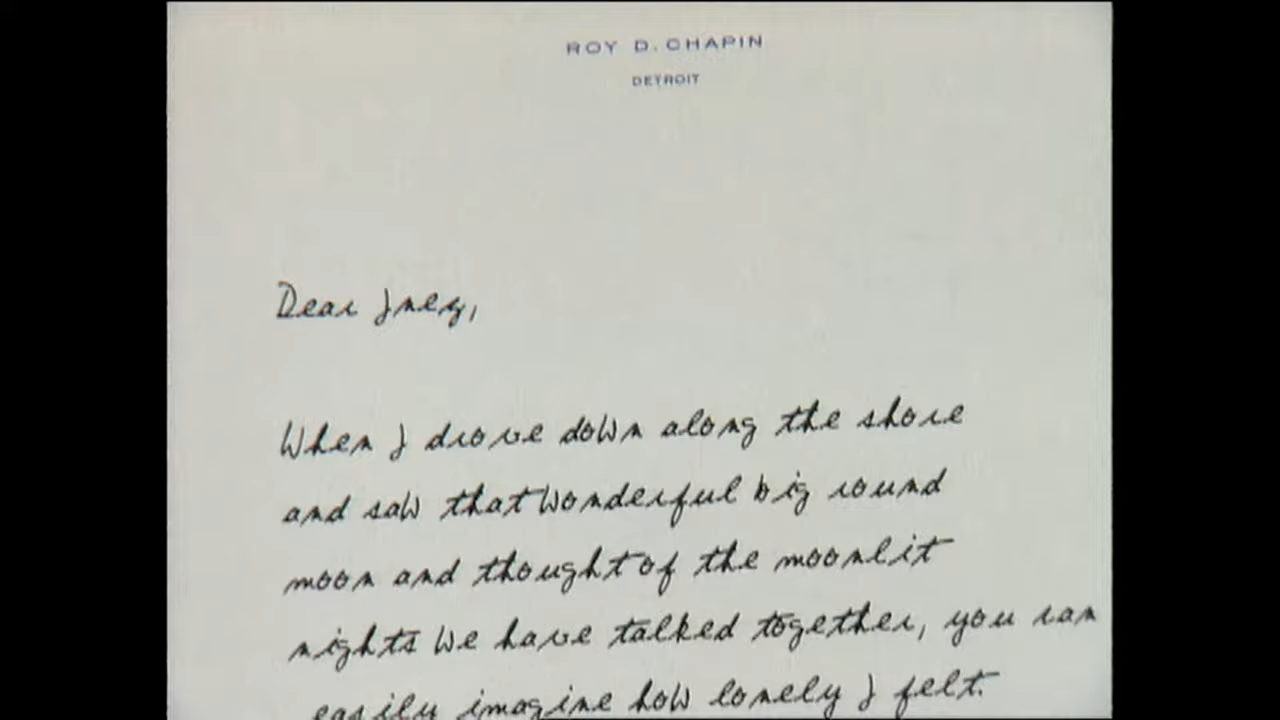 ROY D. CHAPIN
DETROIT
Dear Inez,
When I drove down along the shore
and saw that wonderful big round
moon and thought of the moonlit
nights we have talked together, you can
easily imagine how lonely I felt.